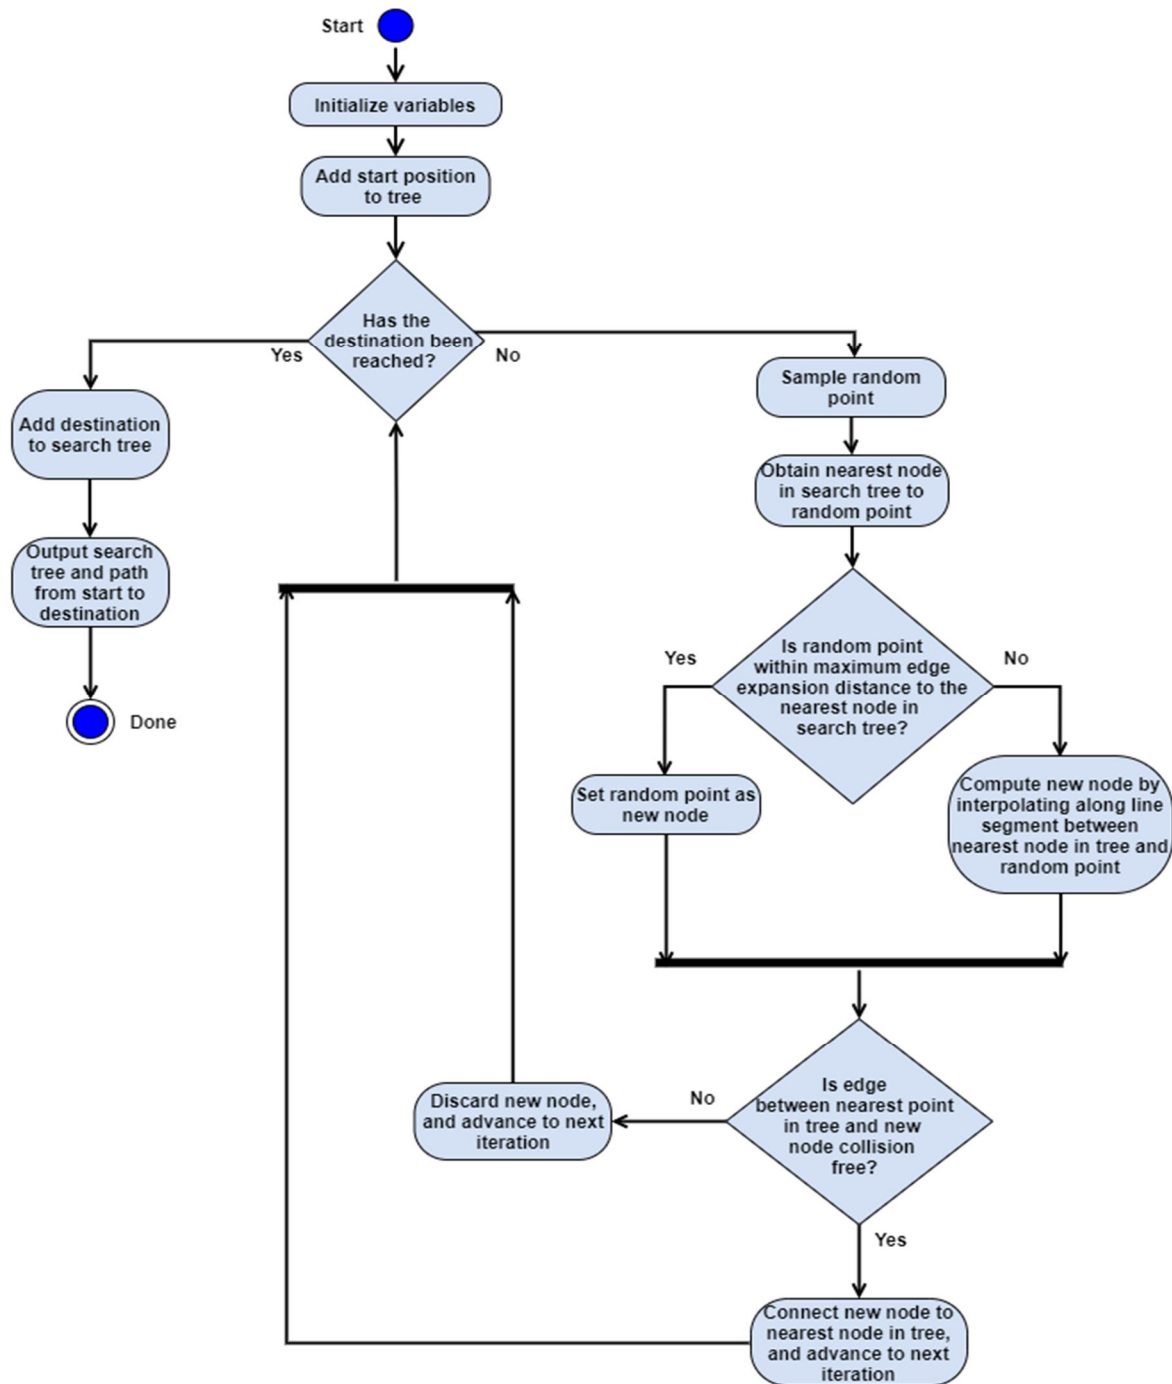 Start
Initialize variables
Add start position
to tree
Has the
destination been
reached?
Yes
No
Add destination
to search tree
Output search
tree and path
from start to
destination
Done
Sample random
point
Obtain nearest node
in search tree to
random point
Is random point
within maximum edge
expansion distance to the
nearest node in
search tree?
Yes
No
Set random point as
new node
Compute new node by
interpolating along line
segment between
nearest node in tree and
random point
Is edge
between nearest point
in tree and new
node collision
free?
No
Discard new node,
and advance to next
iteration
Yes
Connect new node to
nearest node in tree,
and advance to next
iteration